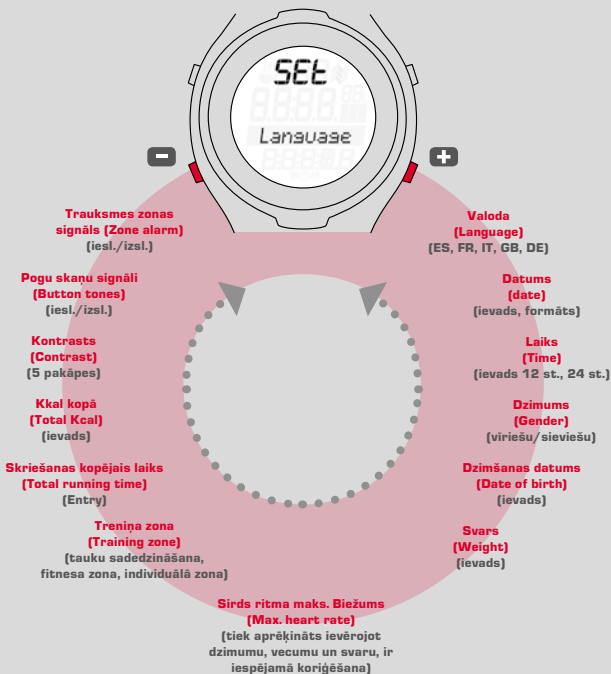 SEt
Language
−
+
Trauksmes zonas
signāls (Zone alarm)
(iesl./izsl.)
Pogu skaņu signāli
(Button tones)
(iesl./izsl.)
Kontrasts
(Contrast)
(5 pakāpes)
Kkal kopā
(Total Kcal)
(ievads)
Skriešanas kopējais laiks
(Total running time)
(Entry)
Treniņa zona
(Training zone)
(tauku sadedzināšana,
fitnesa zona, individuālā zona)
Sirds ritma maks. Biežums
(Max. heart rate)
(tiek aprēķināts ievērojot
dzimumu, vecumu un svaru, ir
iespējamā koriģēšana)
Valoda
(Language)
(ES, FR, IT, GB, DE)
Datums
(date)
(ievads, formāts)
Laiks
(Time)
(ievads 12 st., 24 st.)
Dzimums
(Gender)
(vīriešu/sieviešu)
Dzimšanas datums
(Date of birth)
(ievads)
Svars
(Weight)
(ievads)